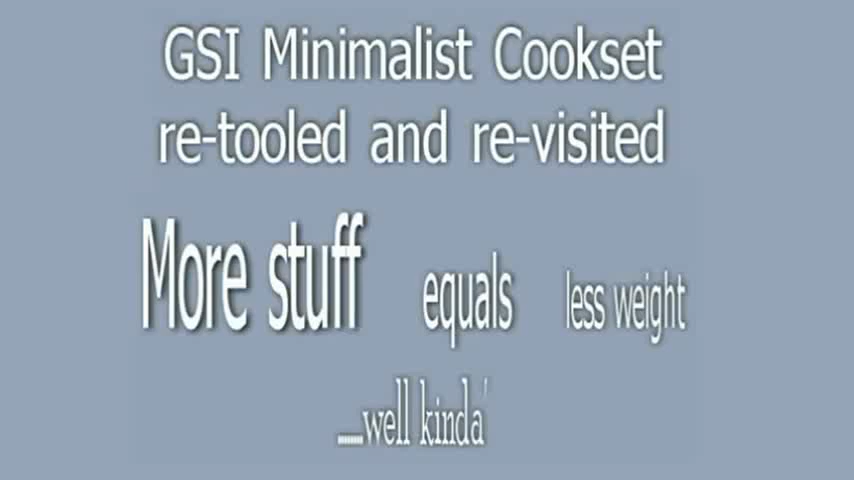 GSI Minimalist Cookset
re-tooled and re-visited
More stuff equals less weight
.......well kinda'